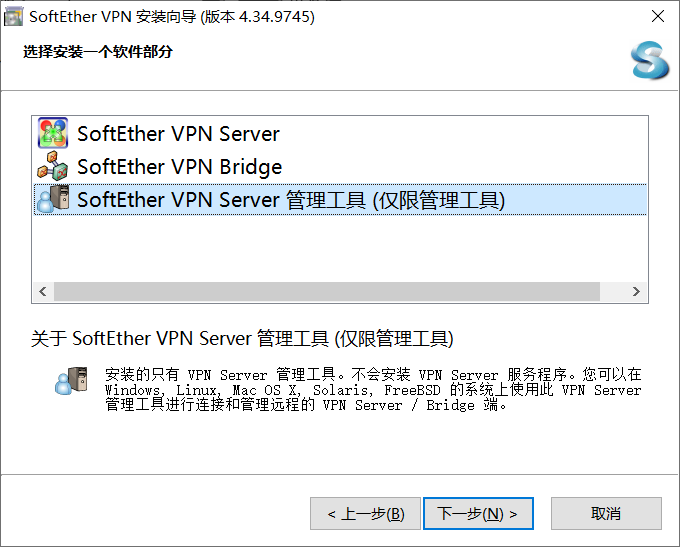 SoftEther VPN 安装向导 (版本 4.34.9745)
选择安装一个软件部分
SoftEther VPN Server
SoftEther VPN Bridge
SoftEther VPN Server 管理工具 (仅限管理工具)
关于 SoftEther VPN Server 管理工具 (仅限管理工具)
安装的只有 VPN Server 管理工具。不会安装 VPN Server 服务程序。您可以在
Windows, Linux, Mac OS X, Solaris, FreeBSD 的系统上使用此 VPN Server
管理工具进行连接和管理远程的 VPN Server / Bridge 端。
< 上一步(B)
下一步(N) >
取消